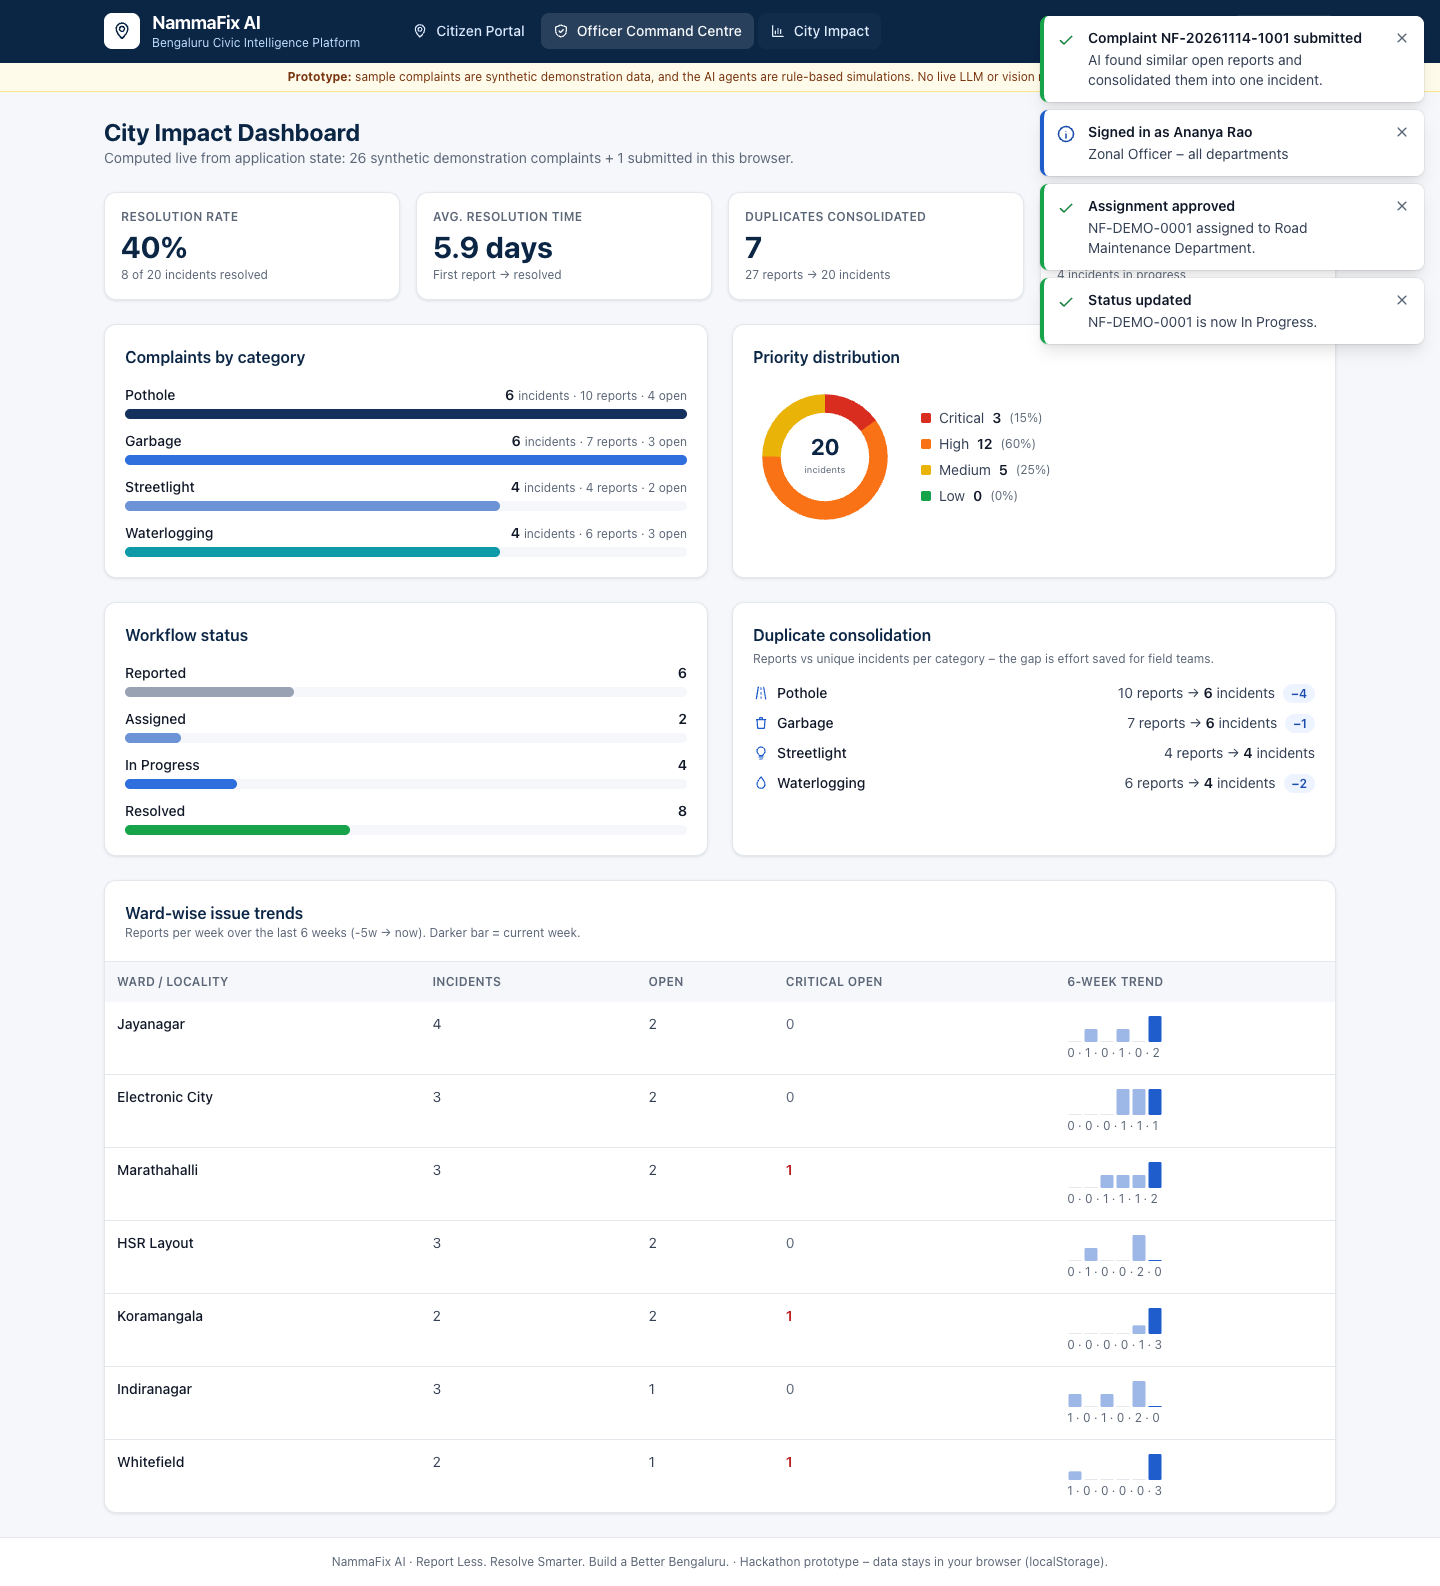 NammaFix AI
Bengaluru Civic Intelligence Platform
Citizen Portal
Officer Command Centre
City Impact
Prototype: sample complaints are synthetic demonstration data, and the AI agents are rule-based simulations. No live LLM or vision
Complaint NF-20261114-1001 submitted
AI found similar open reports and
consolidated them into one incident.
Signed in as Ananya Rao
Zonal Officer – all departments
Assignment approved
NF-DEMO-0001 assigned to Road
Maintenance Department.
Status updated
NF-DEMO-0001 is now In Progress.
City Impact Dashboard
Computed live from application state: 26 synthetic demonstration complaints + 1 submitted in this browser.
RESOLUTION RATE
40%
8 of 20 incidents resolved
AVG. RESOLUTION TIME
5.9 days
First report → resolved
DUPLICATES CONSOLIDATED
7
27 reports → 20 incidents
4 incidents in progress
Complaints by category
Pothole 6 incidents · 10 reports · 4 open
Garbage 6 incidents · 7 reports · 3 open
Streetlight 4 incidents · 4 reports · 2 open
Waterlogging 4 incidents · 6 reports · 3 open
Priority distribution
20
incidents
Critical 3 (15%)
High 12 (60%)
Medium 5 (25%)
Low 0 (0%)
Workflow status
Reported 6
Assigned 2
In Progress 4
Resolved 8
Duplicate consolidation
Reports vs unique incidents per category – the gap is effort saved for field teams.
Pothole 10 reports → 6 incidents −4
Garbage 7 reports → 6 incidents −1
Streetlight 4 reports → 4 incidents
Waterlogging 6 reports → 4 incidents −2
Ward-wise issue trends
Reports per week over the last 6 weeks (-5w → now). Darker bar = current week.
WARD / LOCALITY INCIDENTS OPEN CRITICAL OPEN 6-WEEK TREND
Jayanagar 4 2 0
0 · 1 · 0 · 1 · 0 · 2
Electronic City 3 2 0
0 · 0 · 0 · 1 · 1 · 1
Marathahalli 3 2 1
0 · 0 · 1 · 1 · 1 · 2
HSR Layout 3 2 0
0 · 1 · 0 · 0 · 2 · 0
Koramangala 2 2 1
0 · 0 · 0 · 0 · 1 · 3
Indiranagar 3 1 0
1 · 0 · 1 · 0 · 2 · 0
Whitefield 2 1 1
1 · 0 · 0 · 0 · 0 · 3
NammaFix AI · Report Less. Resolve Smarter. Build a Better Bengaluru. · Hackathon prototype – data stays in your browser (localStorage).